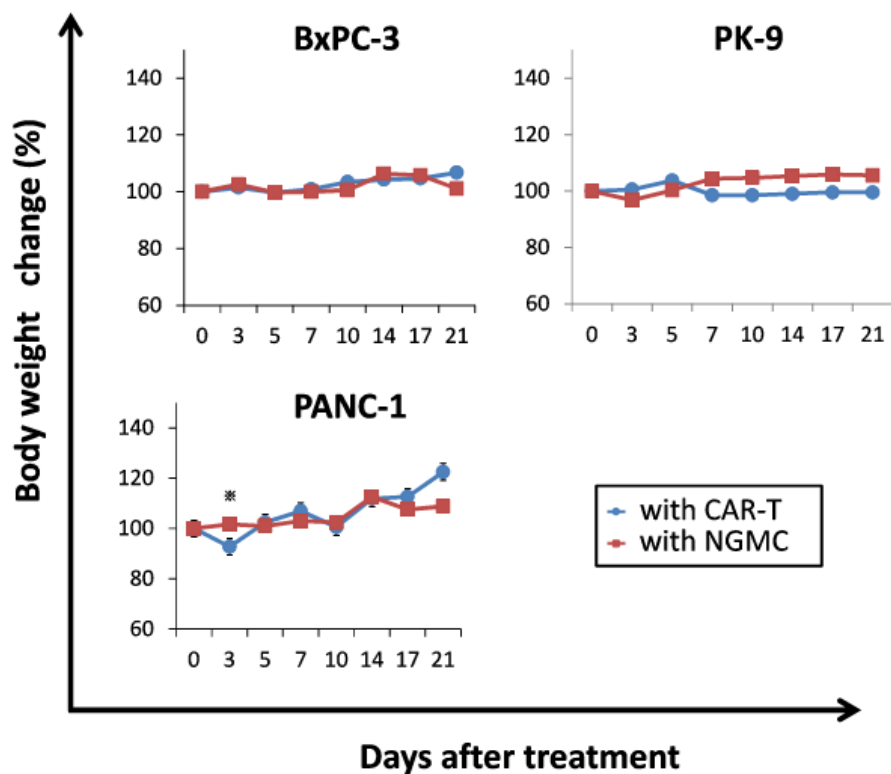 BxPC-3
140
120
100
80
60
0 3 5 7 10 14 17 21
PK-9
140
120
100
80
60
0 3 5 7 10 14 17 21
PANC-1
140
120
100
80
60
※
0 3 5 7 10 14 17 21
with CAR-T
with NGMC
Body weight change (%)
Days after treatment